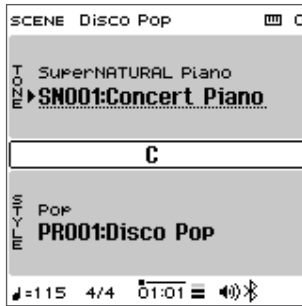 SCENE Disco Pop
TONE
SuperNATURAL Piano
SN001:Concert Piano
C
STYLE
Pop
PR001:Disco Pop
♩=115 4/4 01:01